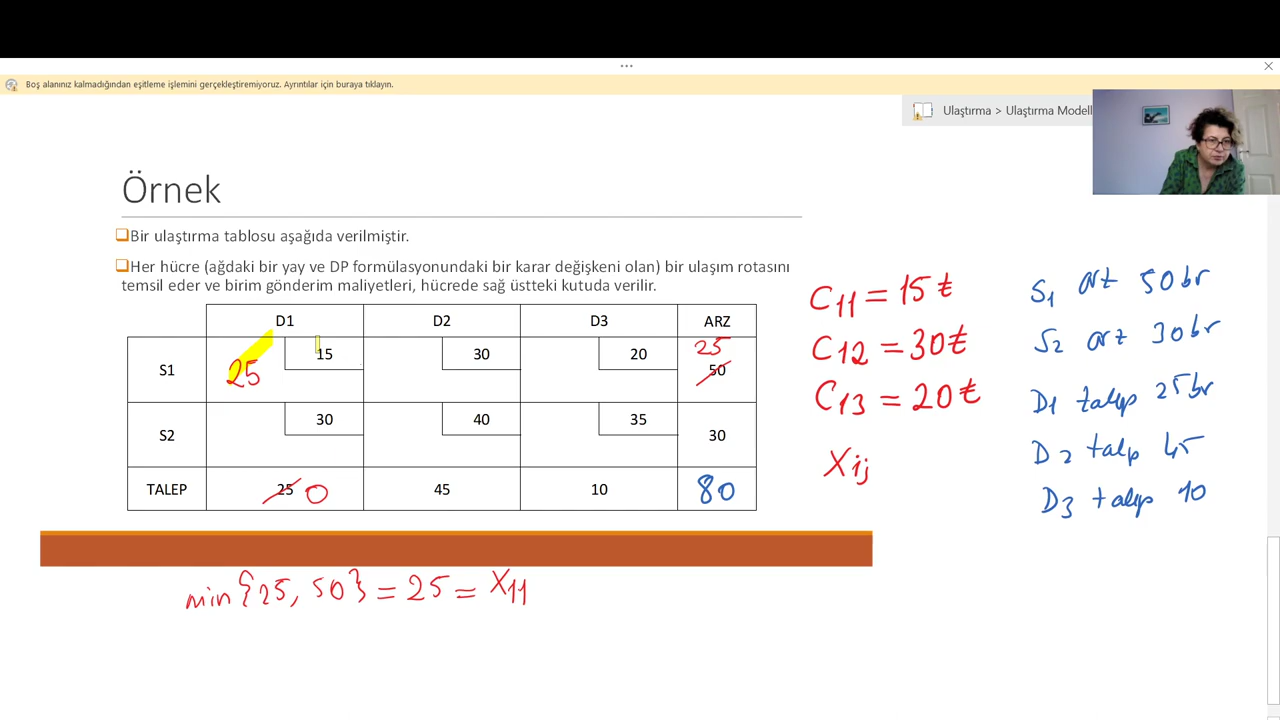 Boş alanınız kalmadığından eşitleme işlemini gerçekleştiremiyoruz. Ayrıntılar için buraya tıklayın.
Ulaştırma > Ulaştırma Modell
Örnek
Bir ulaştırma tablosu aşağıda verilmiştir.
Her hücre (ağdaki bir yay ve DP formülasyonundaki bir karar değişkeni olan) bir ulaşım rotasını
temsil eder ve birim gönderim maliyetler hücrede sağ üstteki kutuda verilir.
D1 D2 D3 ARZ
S1 25 15 30 20 25 50
S2 30 40 35 30
TALEP 25 0 45 10 80
min{25, 50} = 25 = X11
C11 = 15 ₺
C12 = 30 ₺
C13 = 20 ₺
Xij
S1 arz 50 br
S2 arz 30 br
D1 talep 25 br
D2 talp 45
D3 talep 10